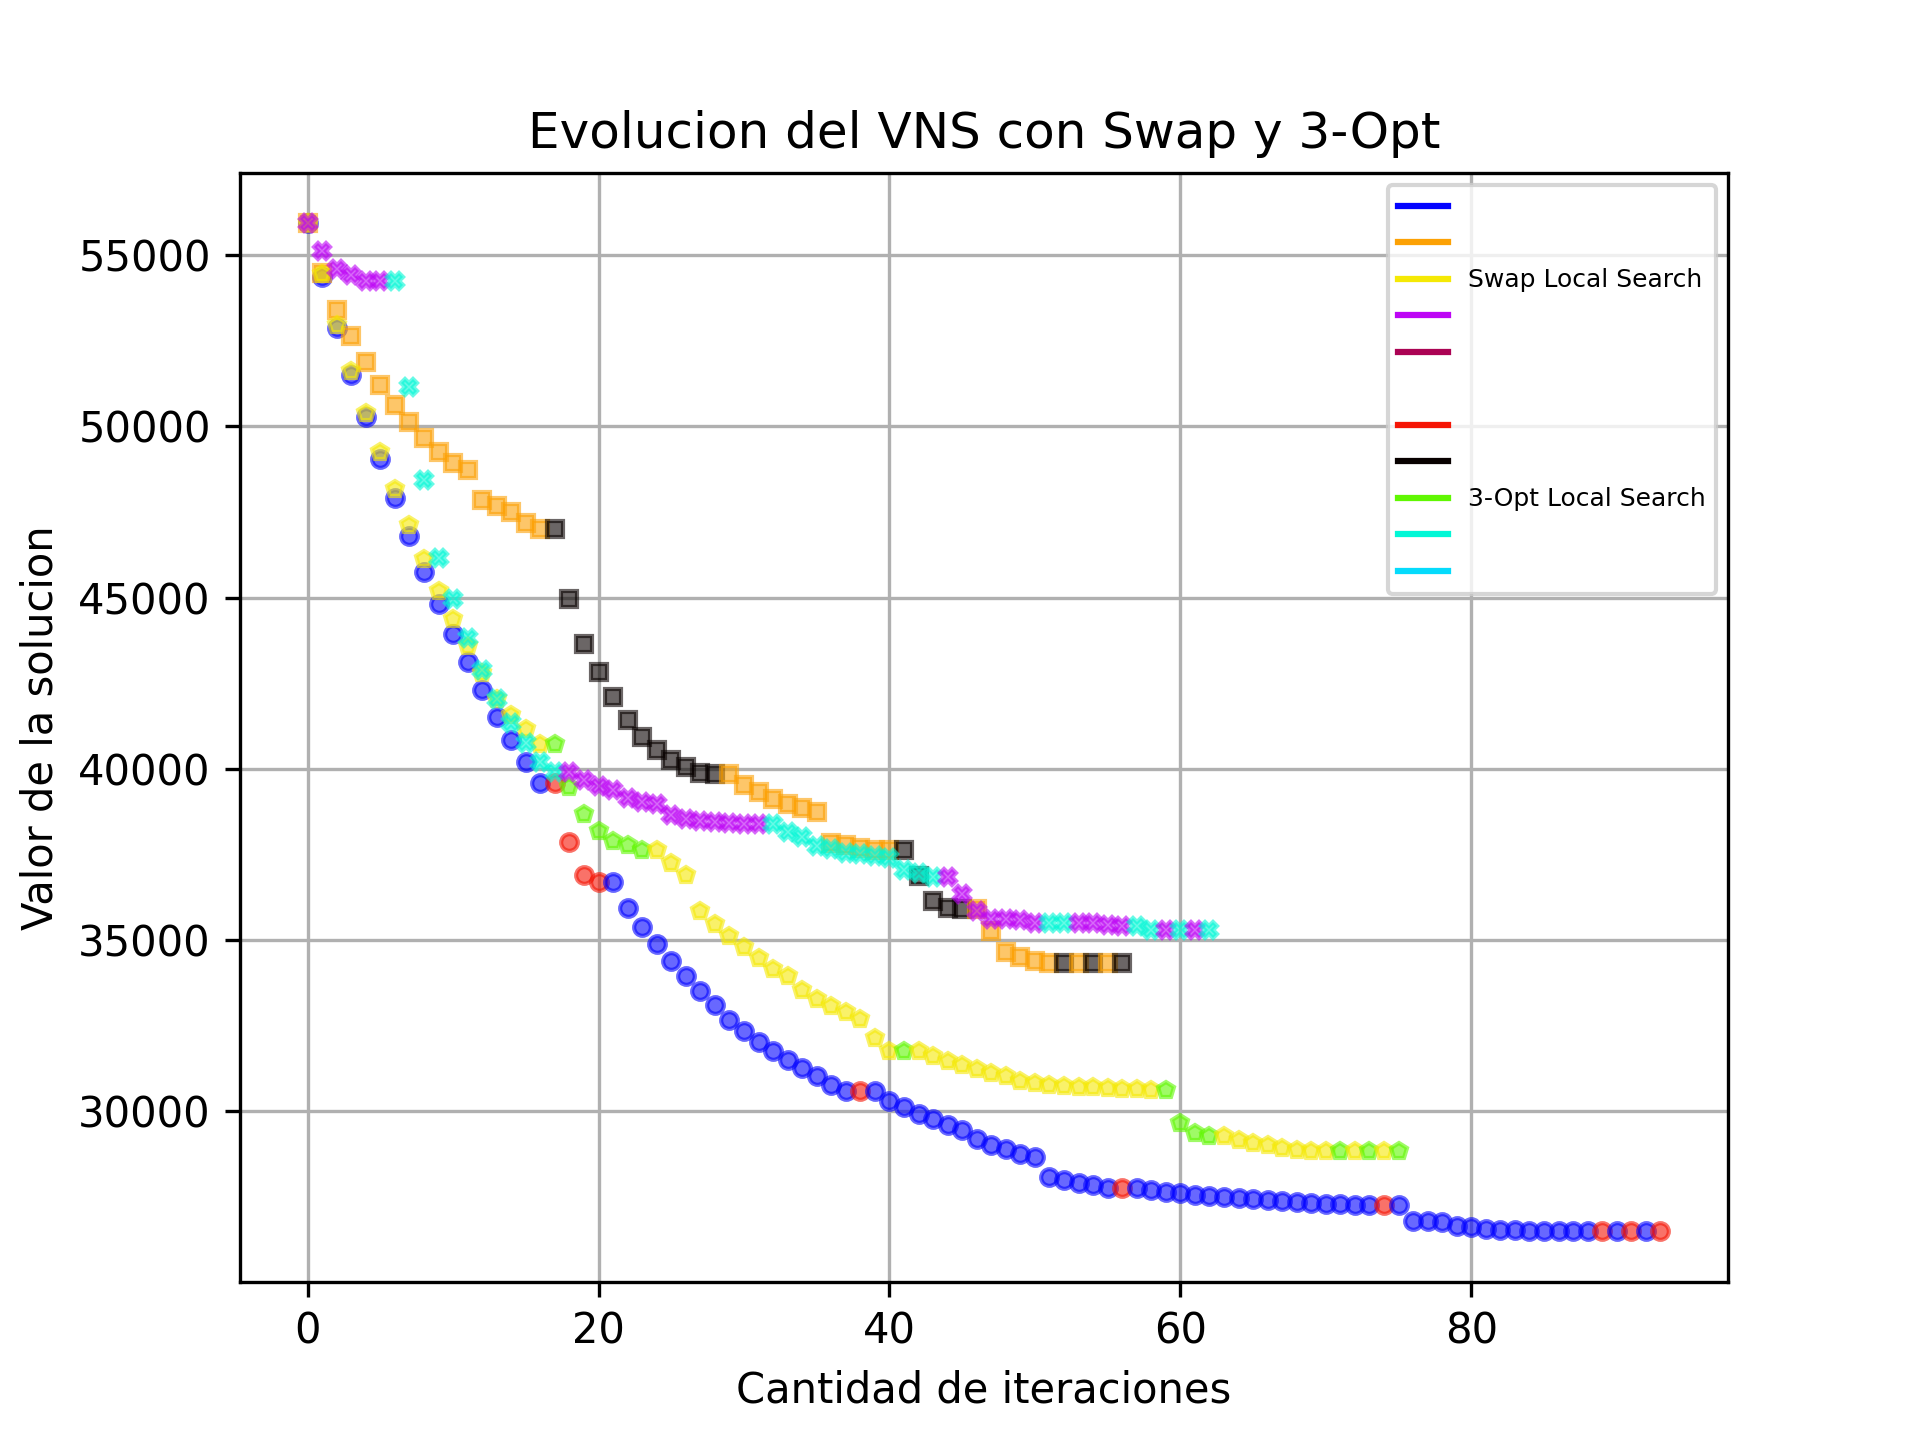 Evolucion del VNS con Swap y 3-Opt
Valor de la solucion
55000
50000
45000
40000
35000
30000
Swap Local Search
3-Opt Local Search
0 20 40 60 80
Cantidad de iteraciones